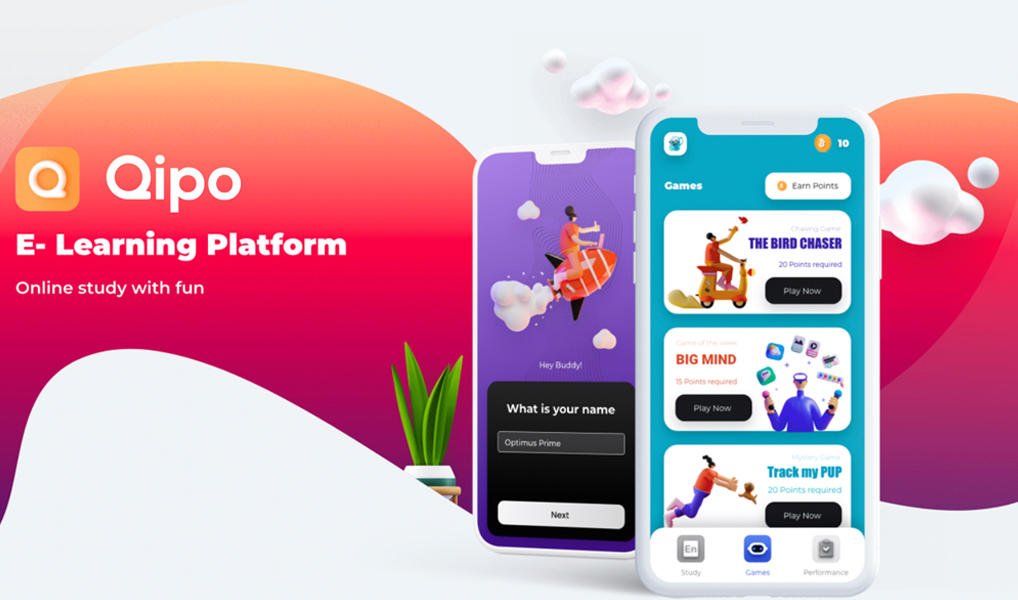 Qipo
E- Learning Platform
Online study with fun
Hey Buddy!
What is your name
Optimus Prime
Next
10
Games
Earn Points
Chasing Game
THE BIRD CHASER
20 Points required
Play Now
Game of the week
BIG MIND
15 Points required
Play Now
Mystery Game
Track my PUP
20 Points required
Play Now
En
Study
Games
Performance